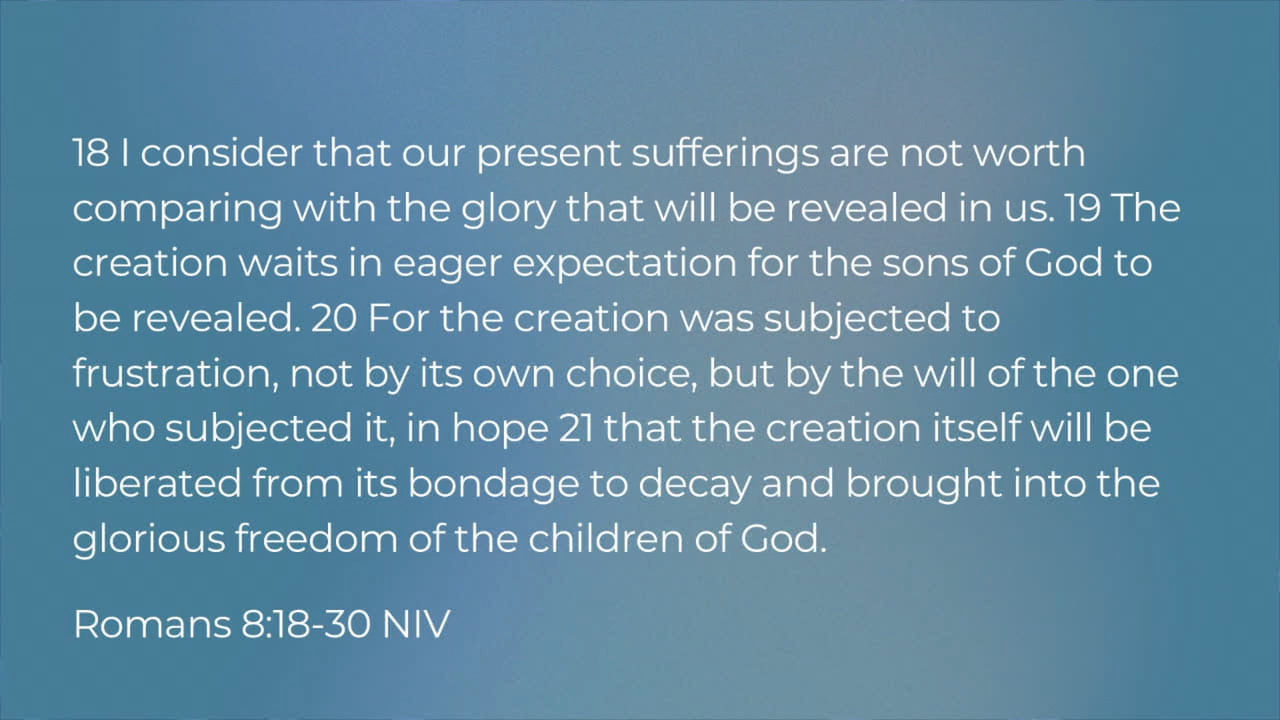 18 I consider that our present sufferings are not worth
comparing with the glory that will be revealed in us. 19 The
creation waits in eager expectation for the sons of God to
be revealed. 20 For the creation was subjected to
frustration, not by its own choice, but by the will of the one
who subjected it, in hope 21 that the creation itself will be
liberated from its bondage to decay and brought into the
glorious freedom of the children of God.
Romans 8:18-30 NIV